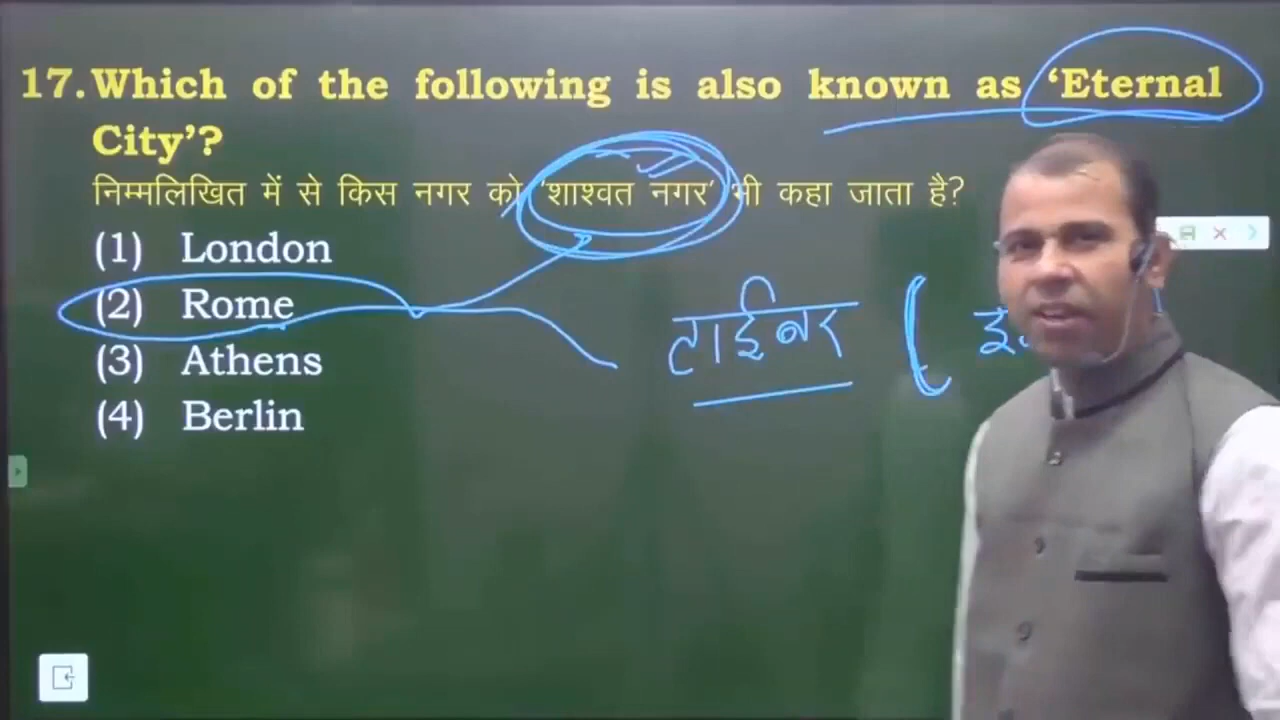 17. Which of the following is also known as ‘Eternal
City’?
निम्मलिखित में से किस नगर को ‘शाश्वत नगर’ भी कहा जाता है?
(1) London
(2) Rome
(3) Athens
(4) Berlin
टाईबर (